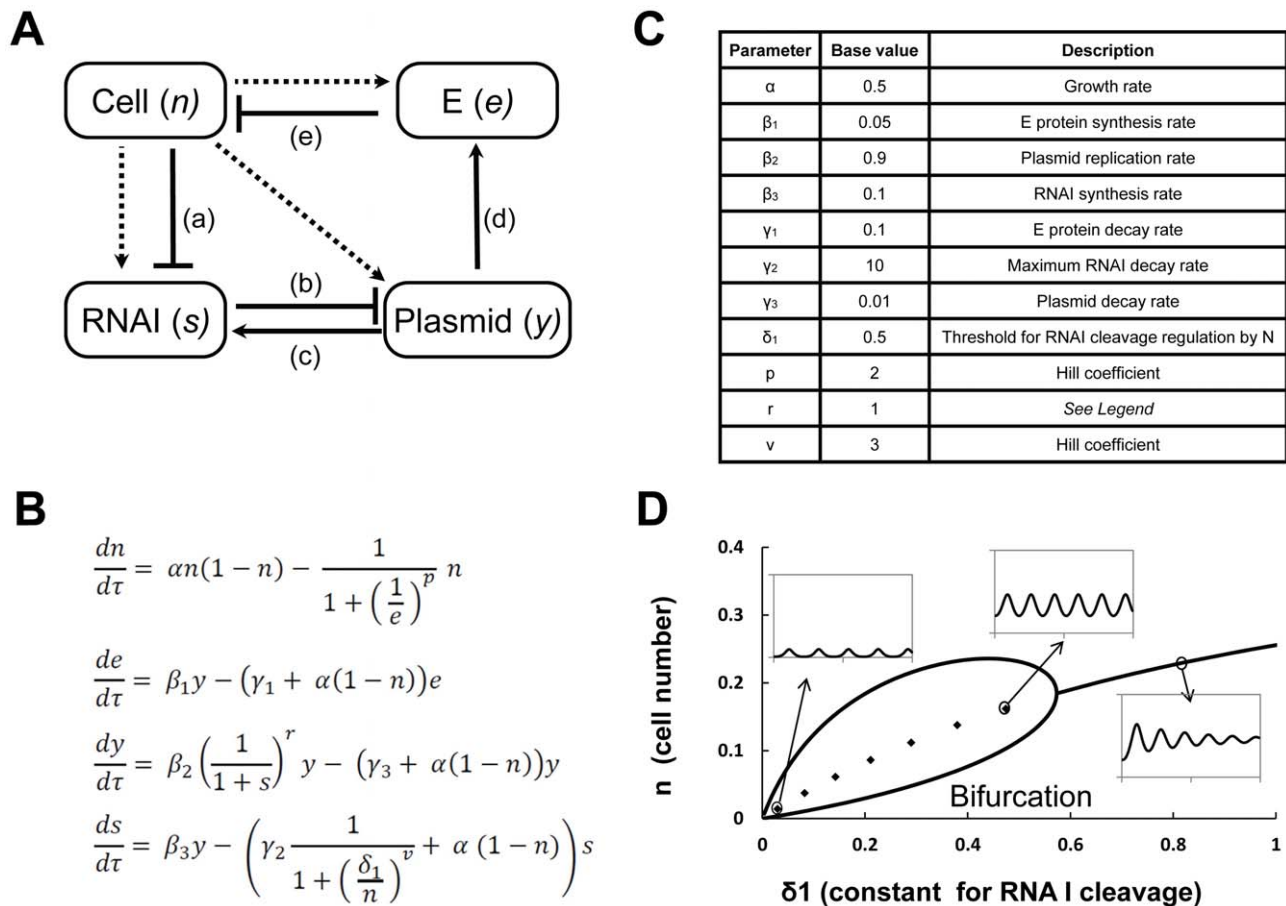 A
Cell (n)
E (e)
(e)
(a)
(d)
(b)
RNAI (s)
Plasmid (y)
(c)
B
dn/dτ = αn(1 − n) − 1/(1 + (1/e)^p) n
de/dτ = β₁y − (γ₁ + α(1 − n))e
dy/dτ = β₂(1/(1 + s))^r y − (γ₃ + α(1 − n))y
ds/dτ = β₃y − (γ₂ 1/(1 + (δ₁/n)^v) + α (1 − n))s
C
Parameter Base value Description
α 0.5 Growth rate
β₁ 0.05 E protein synthesis rate
β₂ 0.9 Plasmid replication rate
β₃ 0.1 RNAI synthesis rate
γ₁ 0.1 E protein decay rate
γ₂ 10 Maximum RNAI decay rate
γ₃ 0.01 Plasmid decay rate
δ₁ 0.5 Threshold for RNAI cleavage regulation by N
p 2 Hill coefficient
r 1 See Legend
v 3 Hill coefficient
D
n (cell number)
0.4
0.3
0.2
0.1
0
Bifurcation
0 0.2 0.4 0.6 0.8 1
δ1 (constant for RNA I cleavage)